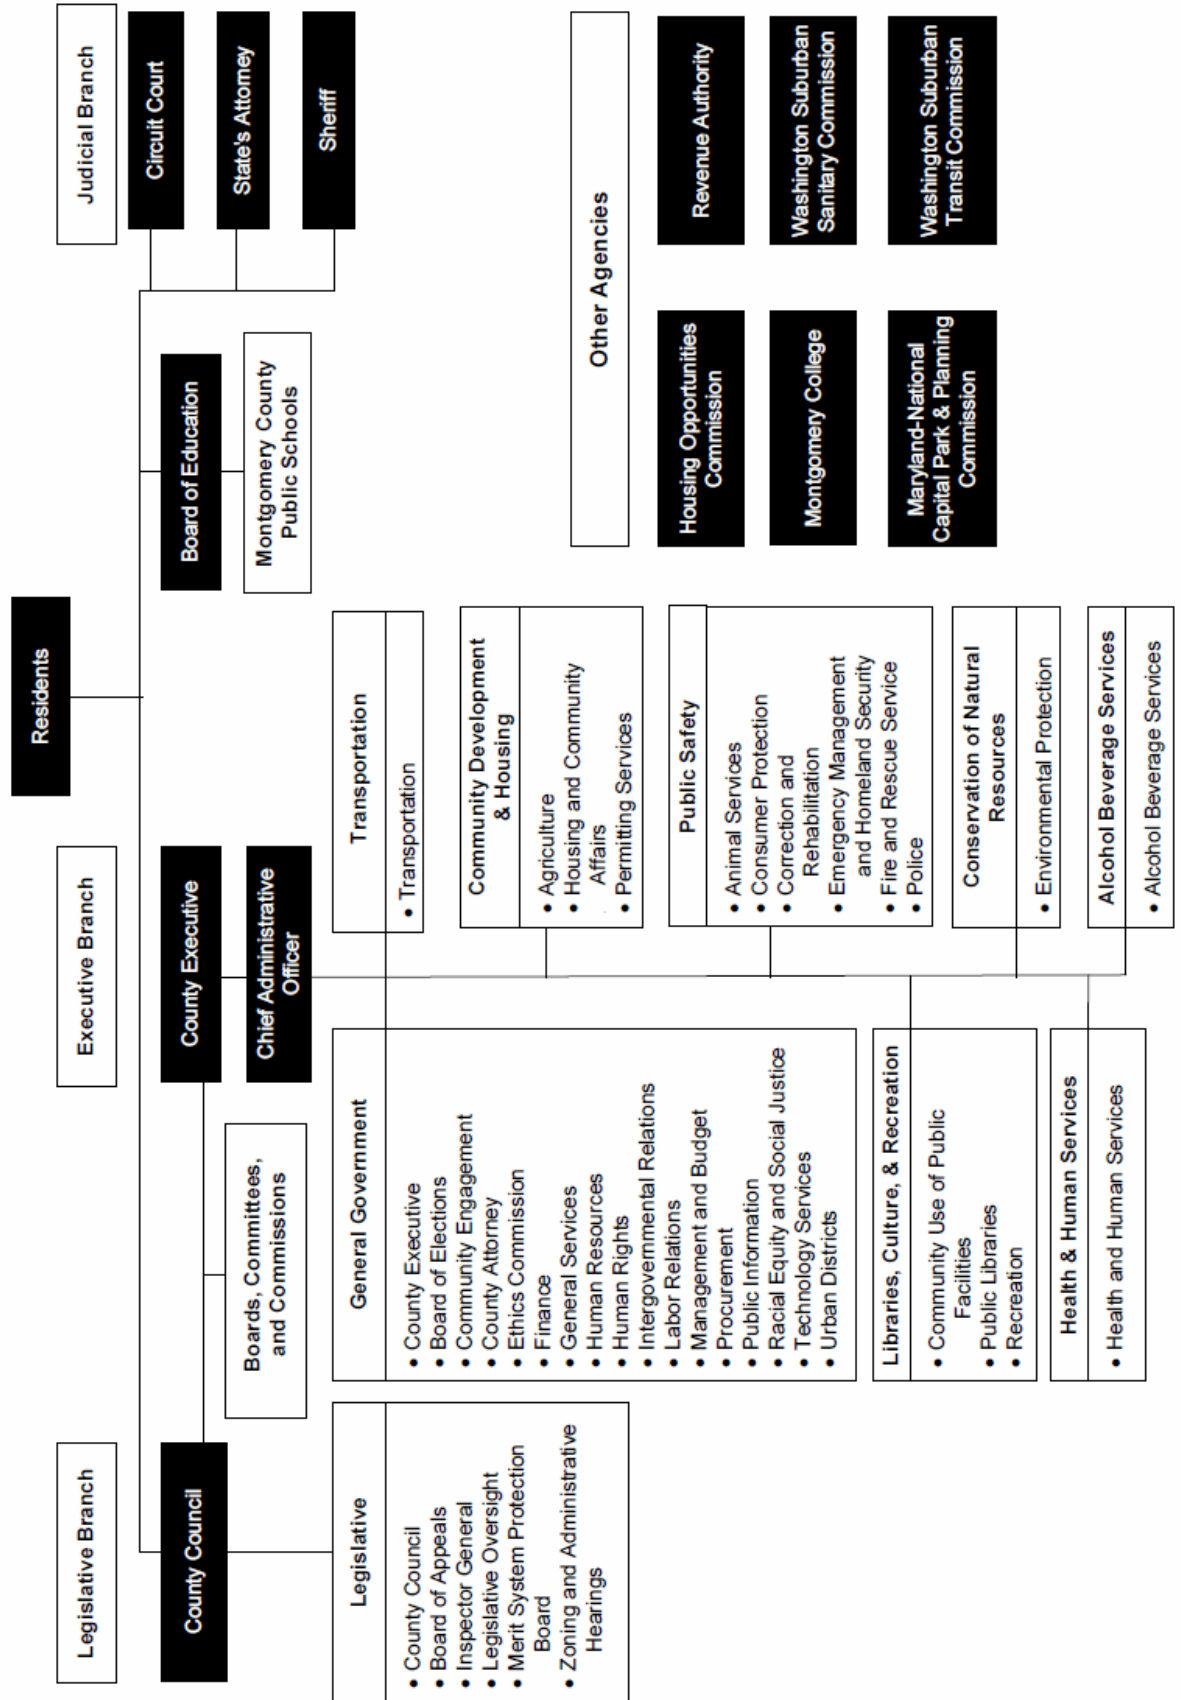 Residents
Legislative Branch
Executive Branch
Judicial Branch
County Council
County Executive
Board of Education
Circuit Court
State's Attorney
Sheriff
Boards, Committees,
and Commissions
Chief Administrative
Officer
Montgomery County
Public Schools
Legislative
• County Council
• Board of Appeals
• Inspector General
• Legislative Oversight
• Merit System Protection
Board
• Zoning and Administrative
Hearings
General Government
• County Executive
• Board of Elections
• Community Engagement
• County Attorney
• Ethics Commission
• Finance
• General Services
• Human Resources
• Human Rights
• Intergovernmental Relations
• Labor Relations
• Management and Budget
• Procurement
• Public Information
• Racial Equity and Social Justice
• Technology Services
• Urban Districts
Transportation
• Transportation
Community Development
& Housing
• Agriculture
• Housing and Community
Affairs
• Permitting Services
Public Safety
• Animal Services
• Consumer Protection
• Correction and
Rehabilitation
• Emergency Management
and Homeland Security
• Fire and Rescue Service
• Police
Libraries, Culture, & Recreation
• Community Use of Public
Facilities
• Public Libraries
• Recreation
Conservation of Natural
Resources
• Environmental Protection
Health & Human Services
• Health and Human Services
Alcohol Beverage Services
• Alcohol Beverage Services
Other Agencies
Housing Opportunities
Commission
Revenue Authority
Montgomery College
Washington Suburban
Sanitary Commission
Maryland-National
Capital Park & Planning
Commission
Washington Suburban
Transit Commission